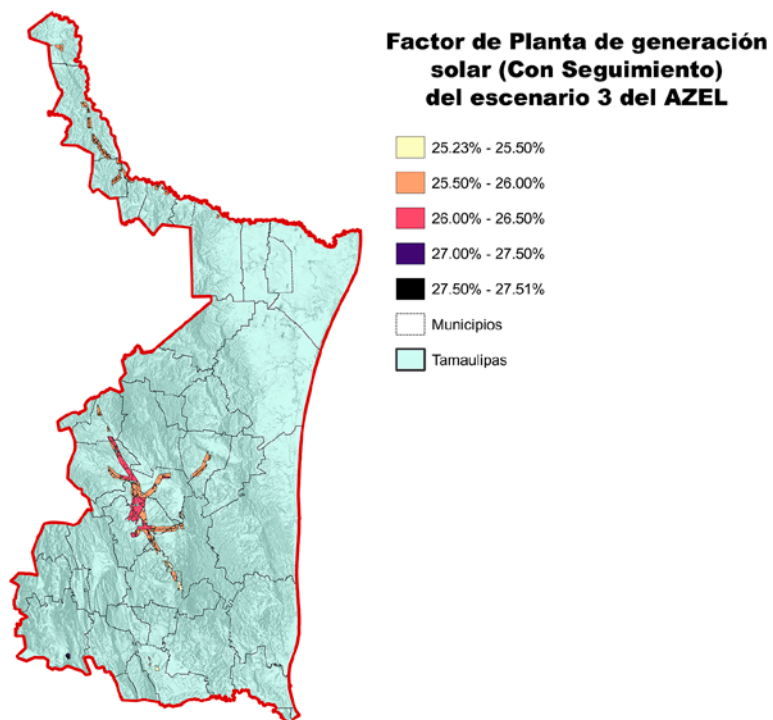 Factor de Planta de generación
solar (Con Seguimiento)
del escenario 3 del AZEL
25.23% - 25.50%
25.50% - 26.00%
26.00% - 26.50%
27.00% - 27.50%
27.50% - 27.51%
Municipios
Tamaulipas